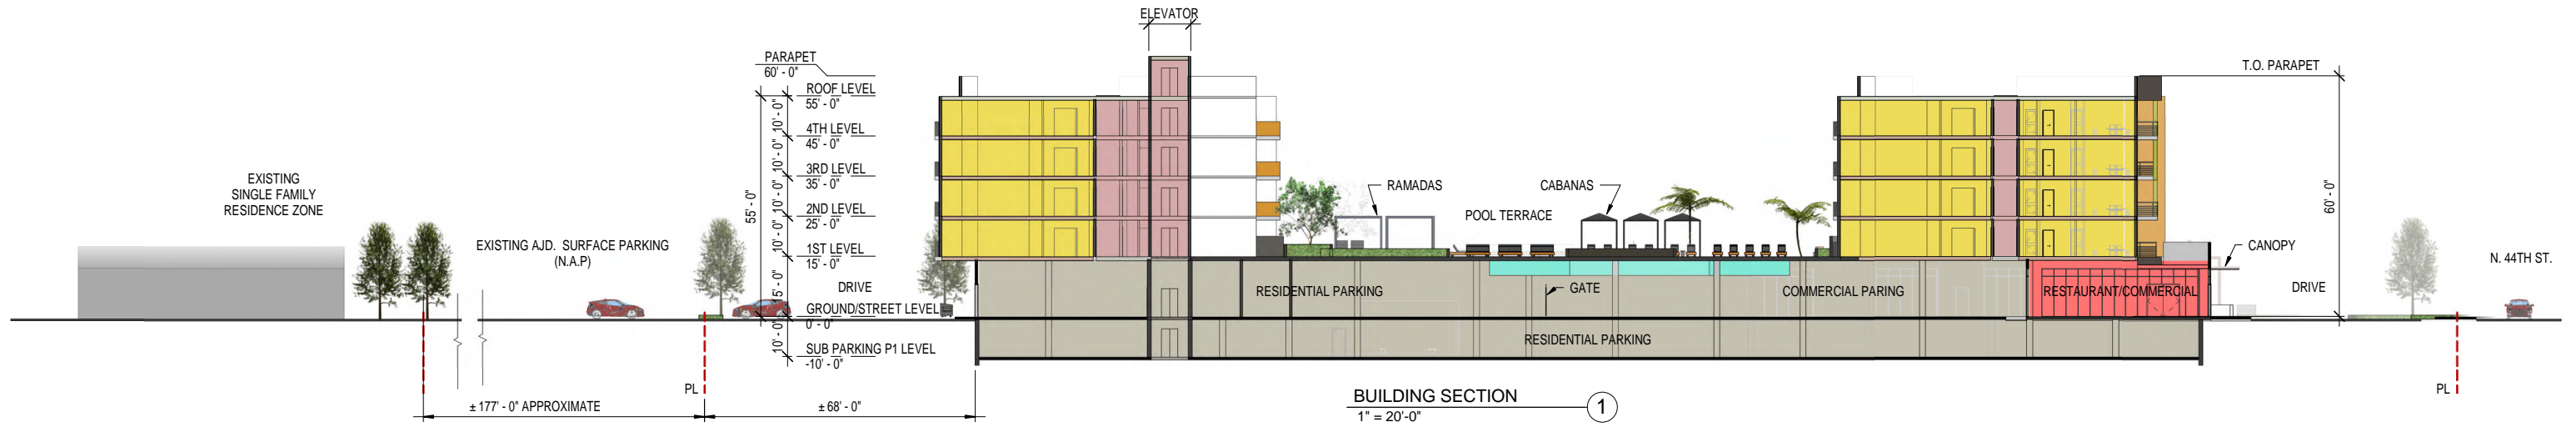 ELEVATOR
PARAPET
60' - 0"
ROOF LEVEL
55' - 0"
4TH LEVEL
45' - 0"
3RD LEVEL
35' - 0"
2ND LEVEL
25' - 0"
1ST LEVEL
15' - 0"
DRIVE
GROUND/STREET LEVEL
0' - 0"
SUB PARKING P1 LEVEL
-10' - 0"
55' - 0"
10' - 0"
10' - 0"
10' - 0"
10' - 0"
15' - 0"
10' - 0"
EXISTING
SINGLE FAMILY
RESIDENCE ZONE
EXISTING AJD. SURFACE PARKING
(N.A.P)
PL
± 177' - 0" APPROXIMATE
± 68' - 0"
RAMADAS
POOL TERRACE
CABANAS
RESIDENTIAL PARKING
GATE
COMMERCIAL PARING
RESTAURANT/COMMERCIAL
RESIDENTIAL PARKING
T.O. PARAPET
60' - 0"
CANOPY
DRIVE
N. 44TH ST.
PL
BUILDING SECTION
1" = 20'-0"
1